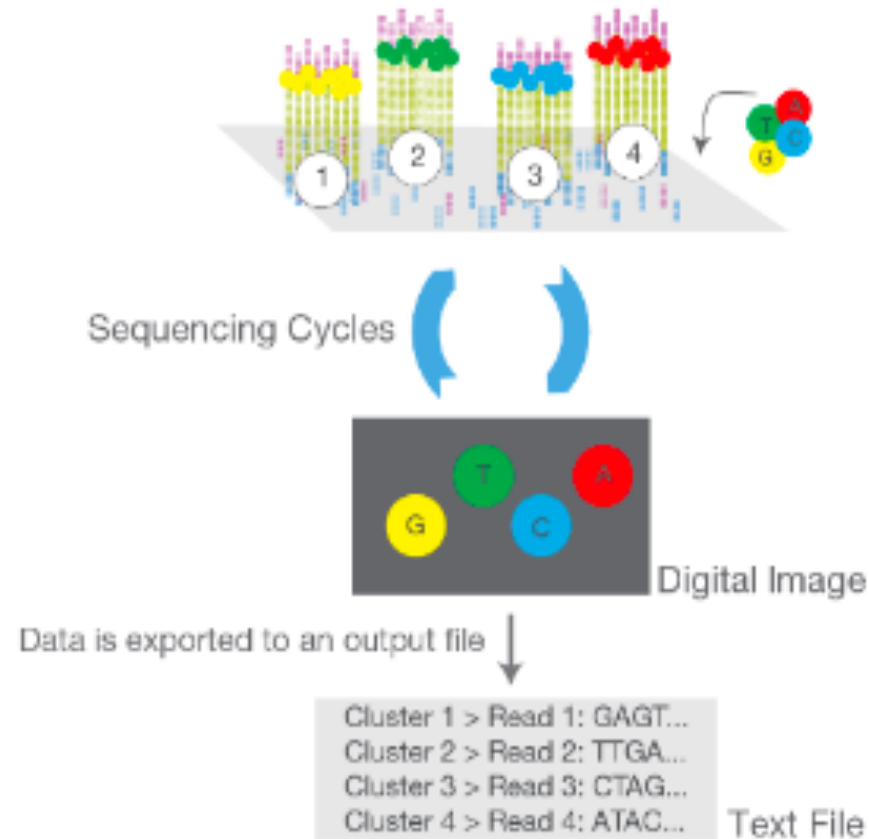 A
T
C
G
1
2
3
4
Sequencing Cycles
T
A
G
C
Digital Image
Data is exported to an output file
Cluster 1 > Read 1: GAGT...
Cluster 2 > Read 2: TTGA...
Cluster 3 > Read 3: CTAG...
Cluster 4 > Read 4: ATAC...
Text File